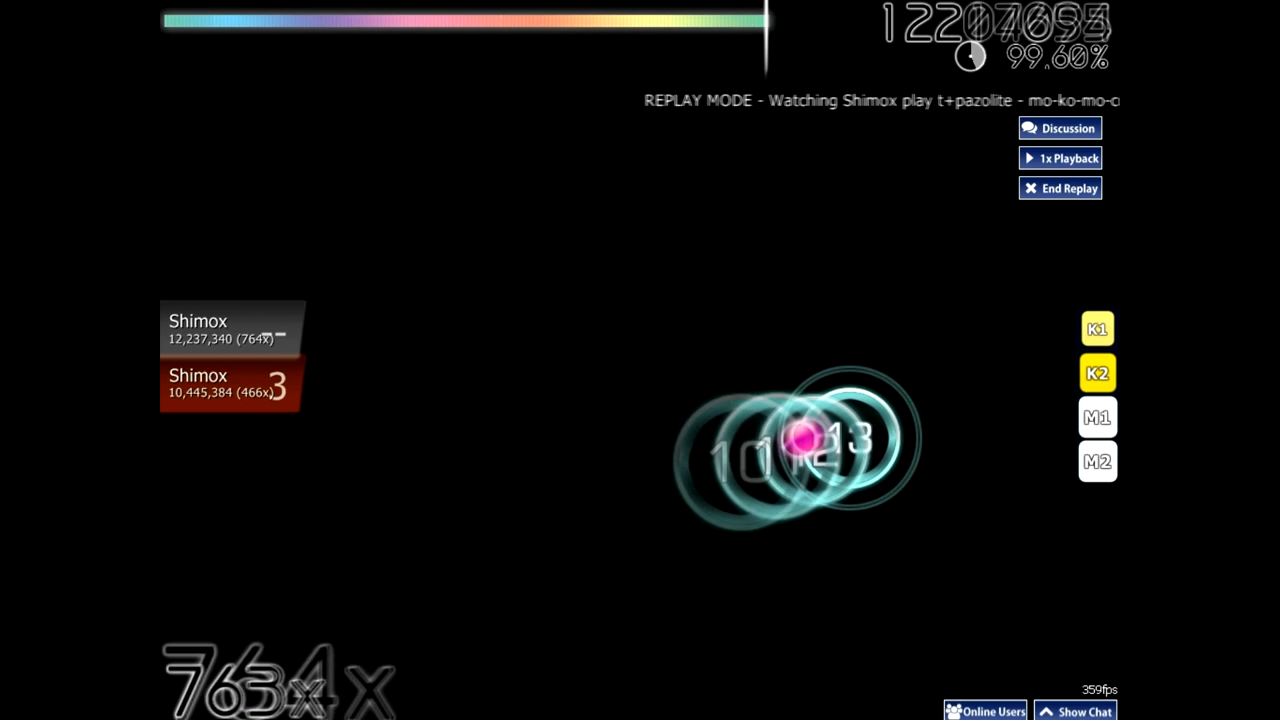 99.60%
REPLAY MODE - Watching Shimox play t+pazolite - mo-ko-mo-c
Discussion
1x Playback
End Replay
Shimox
12,237,340 (764x)
Shimox
10,445,384 (466x)
3
K1
K2
M1
M2
10
13
359fps
Online Users
Show Chat